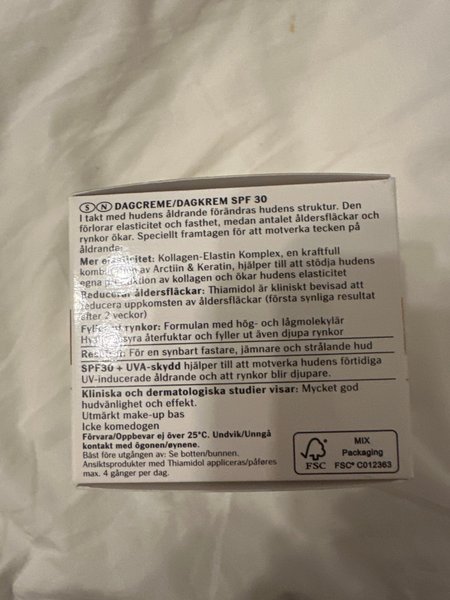 S N DAGCREME/DAGKREM SPF 30
I takt med hudens åldrande förändras hudens struktur. Den
förlorar elasticitet och fasthet, medan antalet åldersfläckar och
rynkor ökar. Speciellt framtagen för att motverka tecken på
åldrande.
Mer elasticitet: Kollagen-Elastin Komplex, en kraftfull
av Arctiin & Keratin, hjälper till att stödja hudens
egna produktion av kollagen och ökar hudens elasticitet
Reducerar åldersfläckar: Thiamidol är kliniskt bevisad att
reducera uppkomsten av åldersfläckar (första synliga resultat
efter 2 veckor)
Fyller ut rynkor: Formulan med hög- och lågmolekylär
återfuktar och fyller ut även djupa rynkor
För en synbart fastare, jämnare och strålande hud
SPF30 + UVA-skydd hjälper till att motverka hudens förtidiga
UV-inducerade åldrande och att rynkor blir djupare.
Kliniska och dermatologiska studier visar: Mycket god
hudvänlighet och effekt.
Utmärkt make-up bas
Icke komedogen
Förvara/Oppbevar ej över 25°C. Undvik/Unngå
kontakt med ögonen/øynene.
Bäst före utgången av: Se botten/bunnen.
Ansiktsprodukter med Thiamidol appliceras/påføres
max. 4 gånger per dag.
FSC
MIX
Packaging
FSC® C012363